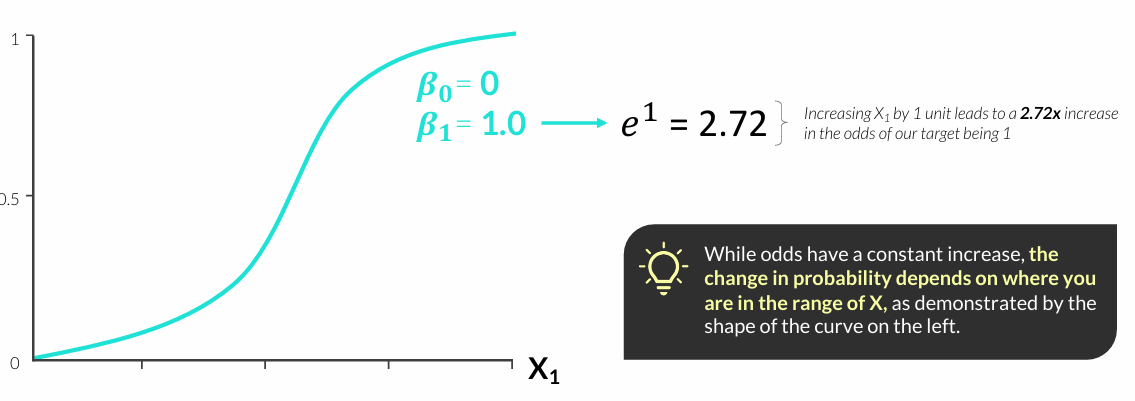 1
β₀ = 0
β₁ = 1.0
e¹ = 2.72
Increasing X₁ by 1 unit leads to a 2.72x increase
in the odds of our target being 1
0.5
While odds have a constant increase, the
change in probability depends on where you
are in the range of X, as demonstrated by the
shape of the curve on the left.
0
X₁